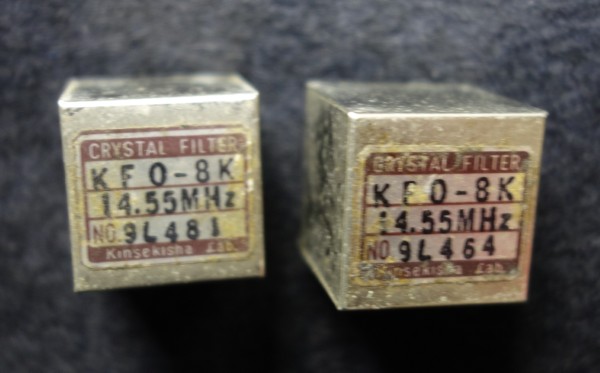 CRYSTAL FILTER
KFO-8K
14.55MHz
NO. 9L481
Kinsekisha Lab.
CRYSTAL FILTER
KFO-8K
14.55MHz
NO 9L464
Kinsekisha Lab.